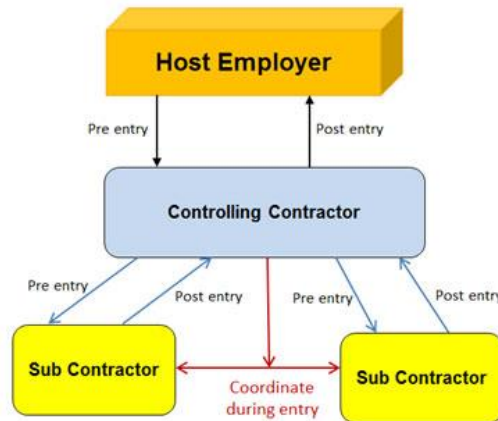 Host Employer
Pre entry
Post entry
Controlling Contractor
Pre entry
Post entry
Pre entry
Post entry
Sub Contractor
Coordinate
during entry
Sub Contractor